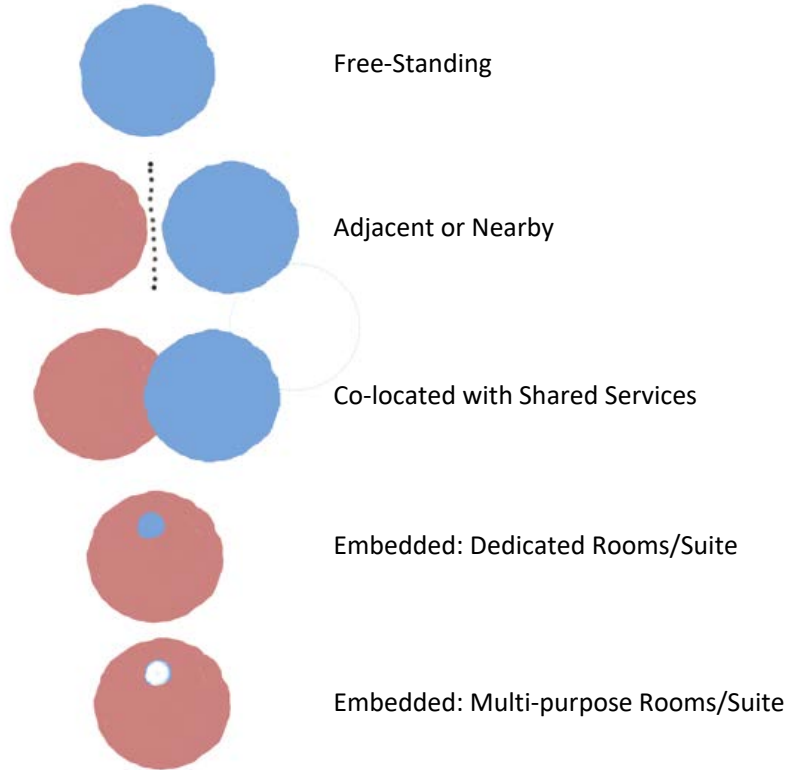 Free-Standing
Adjacent or Nearby
Co-located with Shared Services
Embedded: Dedicated Rooms/Suite
Embedded: Multi-purpose Rooms/Suite